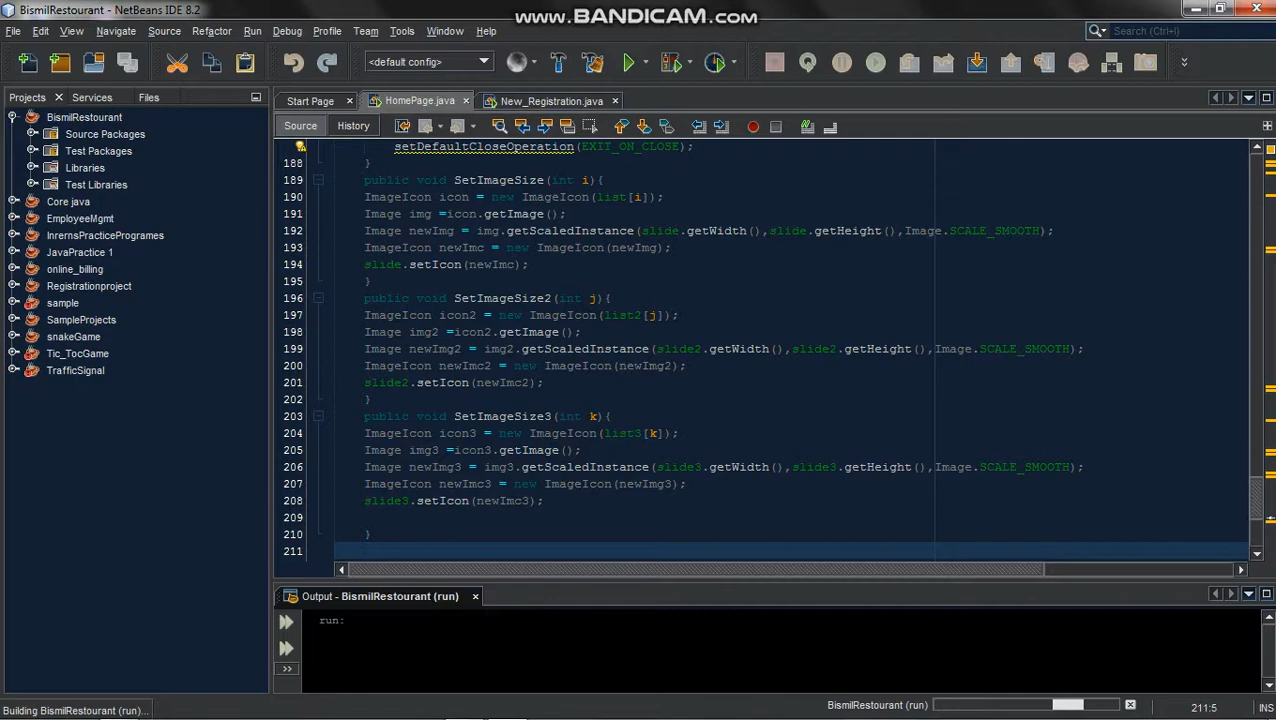 BismilRestourant - NetBeans IDE 8.2
www.BANDICAM.com
File Edit View Navigate Source Refactor Run Debug Profile Team Tools Window Help
Search (Ctrl+I)
<default config>
Projects Services Files
Start Page HomePage.java New_Registration.java
Source History
BismilRestourant
Source Packages
Test Packages
Libraries
Test Libraries
Core java
EmployeeMgmt
InrernsPracticePrograms
JavaPractice 1
online_billing
Registrationproject
sample
SampleProjects
snakeGame
Tic_TocGame
TrafficSignal
setDefaultCloseOperation(EXIT_ON_CLOSE);
188 }
189 public void SetImageSize(int i){
190 ImageIcon icon = new ImageIcon(list[i]);
191 Image img =icon.getImage();
192 Image newImg = img.getScaledInstance(slide.getWidth(),slide.getHeight(),Image.SCALE_SMOOTH);
193 ImageIcon newImc = new ImageIcon(newImg);
194 slide.setIcon(newImc);
195 }
196 public void SetImageSize2(int j){
197 ImageIcon icon2 = new ImageIcon(list2[j]);
198 Image img2 =icon2.getImage();
199 Image newImg2 = img2.getScaledInstance(slide2.getWidth(),slide2.getHeight(),Image.SCALE_SMOOTH);
200 ImageIcon newImc2 = new ImageIcon(newImg2);
201 slide2.setIcon(newImc2);
202 }
203 public void SetImageSize3(int k){
204 ImageIcon icon3 = new ImageIcon(list3[k]);
205 Image img3 =icon3.getImage();
206 Image newImg3 = img3.getScaledInstance(slide3.getWidth(),slide3.getHeight(),Image.SCALE_SMOOTH);
207 ImageIcon newImc3 = new ImageIcon(newImg3);
208 slide3.setIcon(newImc3);
209
210 }
211
Output - BismilRestourant (run)
run:
>>
Building BismilRestourant (run)...
BismilRestourant (run)
211:5
INS